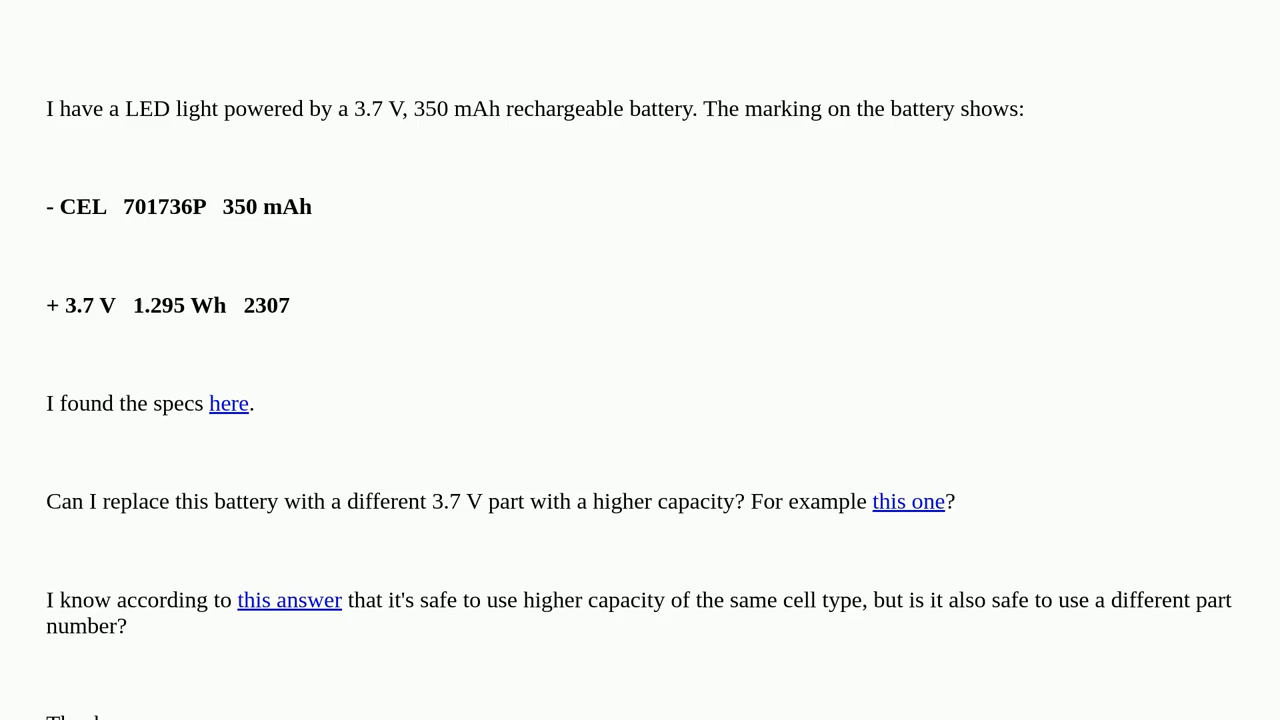 I have a LED light powered by a 3.7 V, 350 mAh rechargeable battery. The marking on the battery shows:
- CEL   701736P   350 mAh
+ 3.7 V   1.295 Wh   2307
I found the specs here.
Can I replace this battery with a different 3.7 V part with a higher capacity? For example this one?
I know according to this answer that it's safe to use higher capacity of the same cell type, but is it also safe to use a different part
number?